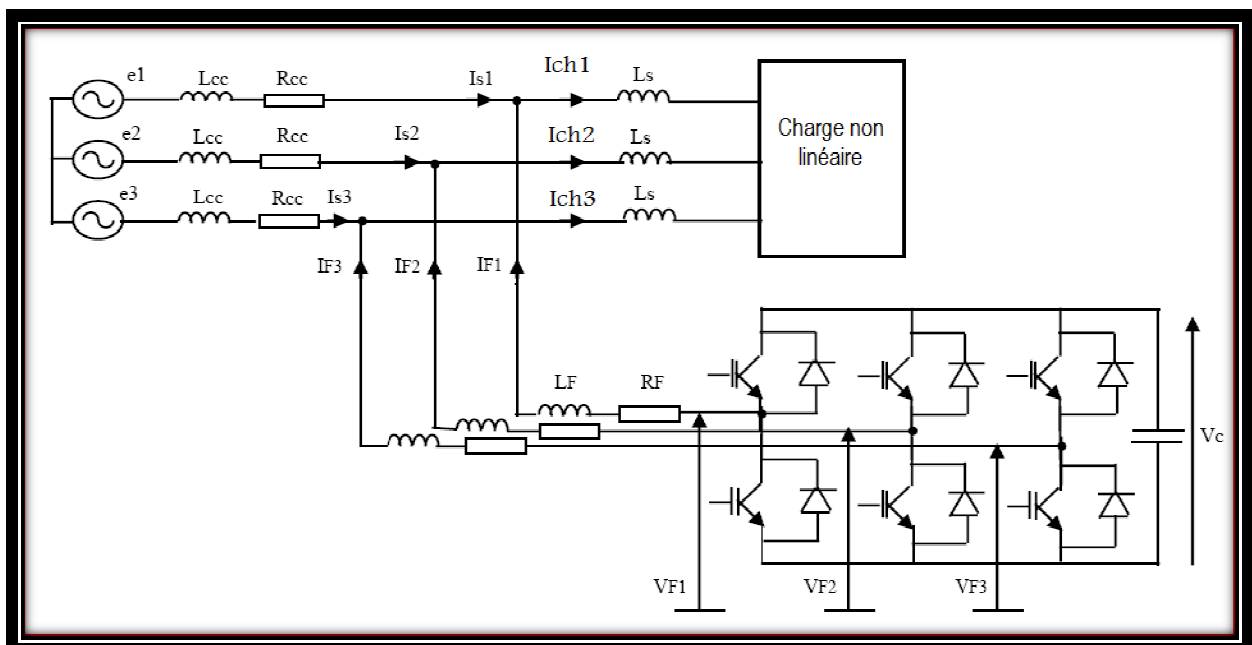 e1 Lcc Rcc Is1 Ich1 Ls
e2 Lcc Rcc Is2 Ich2 Ls
e3 Lcc Rcc Is3 Ich3 Ls
Charge non
linéaire
IF3 IF2 IF1
LF RF
Vc
VF1 VF2 VF3